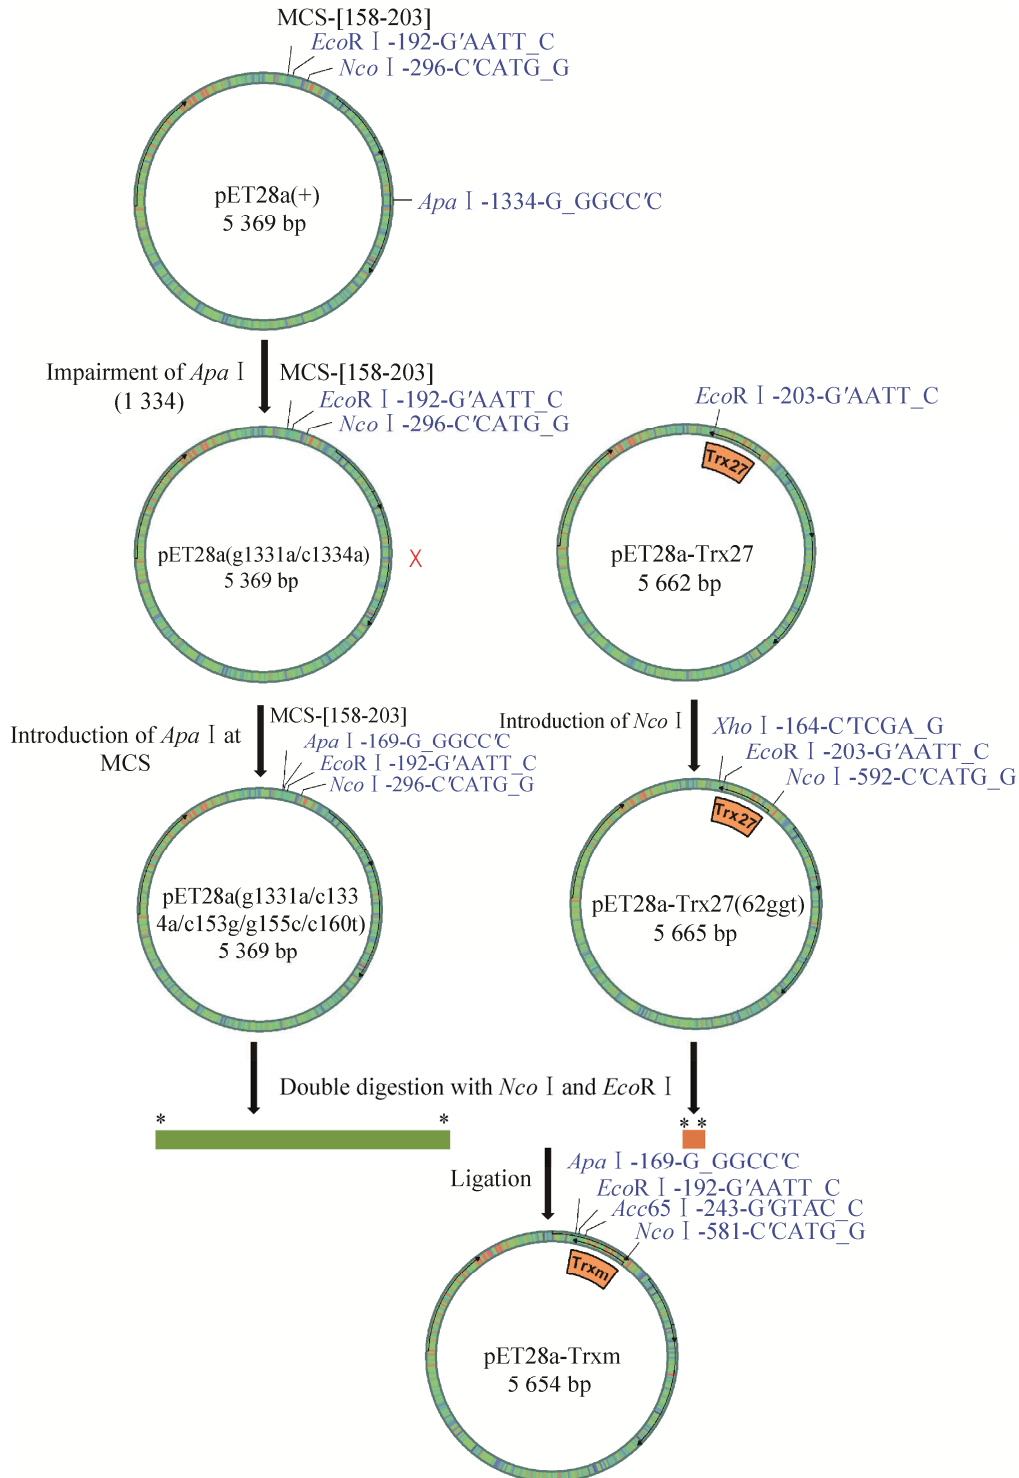 MCS-[158-203]
EcoR Ⅰ-192-G'AATT_C
Nco Ⅰ-296-C'CATG_G
pET28a(+)
5 369 bp
Apa Ⅰ-1334-G_GGCC'C
Impairment of Apa Ⅰ
(1 334)
MCS-[158-203]
EcoR Ⅰ-192-G'AATT_C
Nco Ⅰ-296-C'CATG_G
EcoR Ⅰ-203-G'AATT_C
Trx27
pET28a(g1331a/c1334a)
5 369 bp
X
pET28a-Trx27
5 662 bp
Introduction of Apa Ⅰ at
MCS
MCS-[158-203]
Apa Ⅰ-169-G_GGCC'C
EcoR Ⅰ-192-G'AATT_C
Nco Ⅰ-296-C'CATG_G
Introduction of Nco Ⅰ
Xho Ⅰ-164-C'TCGA_G
EcoR Ⅰ-203-G'AATT_C
Nco Ⅰ-592-C'CATG_G
Trx27
pET28a(g1331a/c133
4a/c153g/g155c/c160t)
5 369 bp
pET28a-Trx27(62ggt)
5 665 bp
Double digestion with Nco Ⅰ and EcoR Ⅰ
* *
* *
Ligation
Apa Ⅰ-169-G_GGCC'C
EcoR Ⅰ-192-G'AATT_C
Acc65 Ⅰ-243-G'GTAC_C
Nco Ⅰ-581-C'CATG_G
Trxm
pET28a-Trxm
5 654 bp